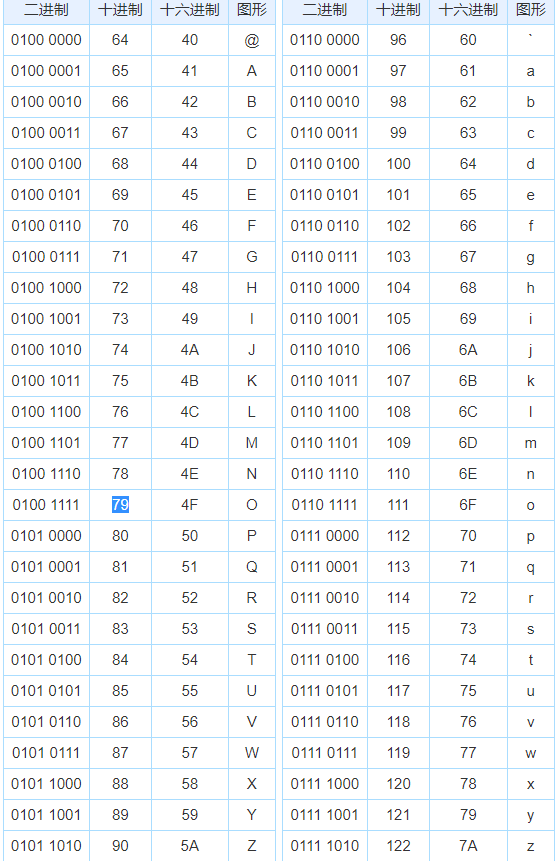 二进制 十进制 十六进制 图形 二进制 十进制 十六进制 图形
0100 0000 64 40 @ 0110 0000 96 60 `
0100 0001 65 41 A 0110 0001 97 61 a
0100 0010 66 42 B 0110 0010 98 62 b
0100 0011 67 43 C 0110 0011 99 63 c
0100 0100 68 44 D 0110 0100 100 64 d
0100 0101 69 45 E 0110 0101 101 65 e
0100 0110 70 46 F 0110 0110 102 66 f
0100 0111 71 47 G 0110 0111 103 67 g
0100 1000 72 48 H 0110 1000 104 68 h
0100 1001 73 49 I 0110 1001 105 69 i
0100 1010 74 4A J 0110 1010 106 6A j
0100 1011 75 4B K 0110 1011 107 6B k
0100 1100 76 4C L 0110 1100 108 6C l
0100 1101 77 4D M 0110 1101 109 6D m
0100 1110 78 4E N 0110 1110 110 6E n
0100 1111 79 4F O 0110 1111 111 6F o
0101 0000 80 50 P 0111 0000 112 70 p
0101 0001 81 51 Q 0111 0001 113 71 q
0101 0010 82 52 R 0111 0010 114 72 r
0101 0011 83 53 S 0111 0011 115 73 s
0101 0100 84 54 T 0111 0100 116 74 t
0101 0101 85 55 U 0111 0101 117 75 u
0101 0110 86 56 V 0111 0110 118 76 v
0101 0111 87 57 W 0111 0111 119 77 w
0101 1000 88 58 X 0111 1000 120 78 x
0101 1001 89 59 Y 0111 1001 121 79 y
0101 1010 90 5A Z 0111 1010 122 7A z